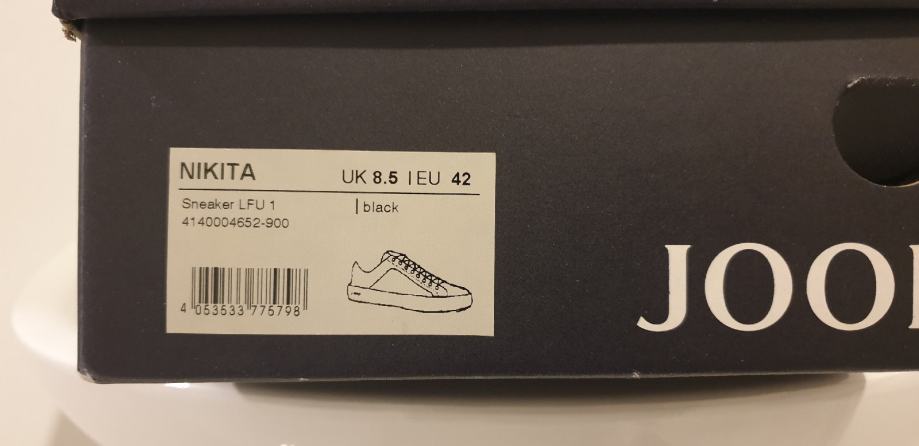 NIKITA UK 8.5 | EU 42
Sneaker LFU 1 | black
4140004652-900
4 053533 775798
JOO